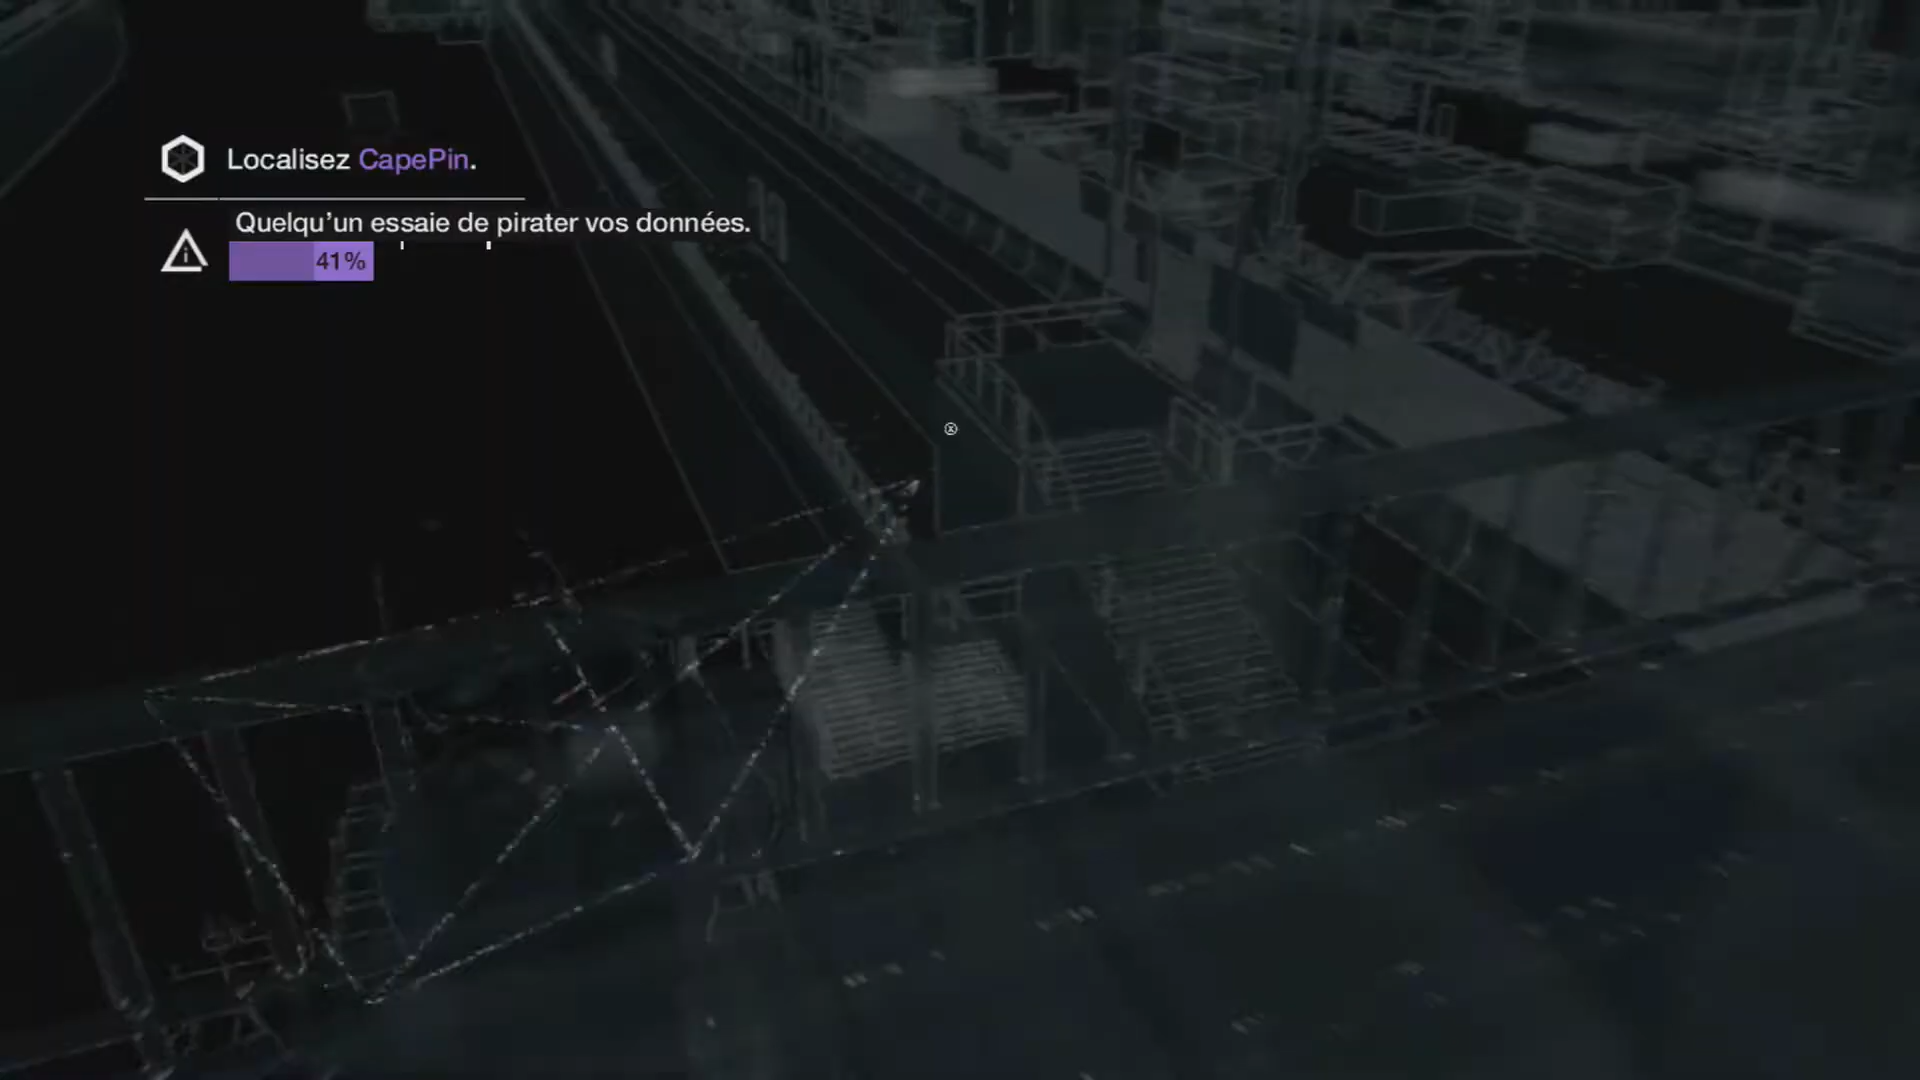 Localisez CapePin.
Quelqu'un essaie de pirater vos données.
41%